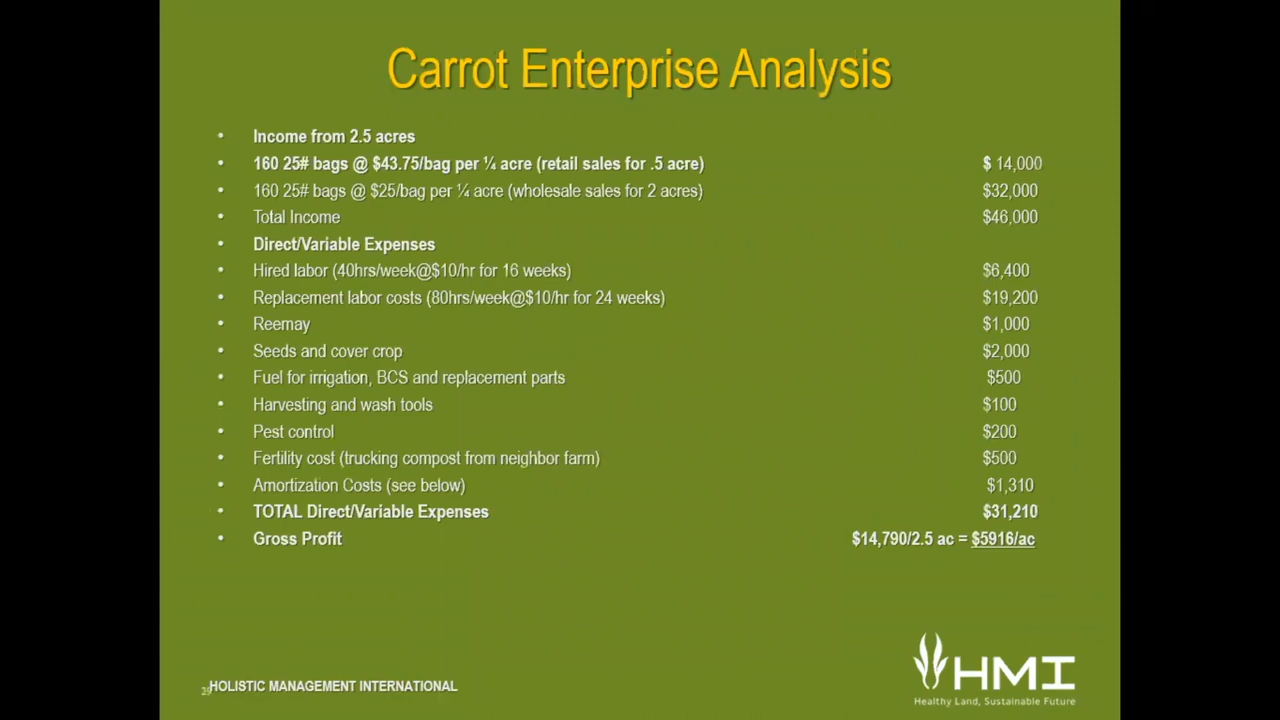 Carrot Enterprise Analysis
• Income from 2.5 acres
• 160 25# bags @ $43.75/bag per ¼ acre (retail sales for .5 acre) $ 14,000
• 160 25# bags @ $25/bag per ¼ acre (wholesale sales for 2 acres) $32,000
• Total Income $46,000
• Direct/Variable Expenses
• Hired labor (40hrs/week@$10/hr for 16 weeks) $6,400
• Replacement labor costs (80hrs/week@$10/hr for 24 weeks) $19,200
• Reemay $1,000
• Seeds and cover crop $2,000
• Fuel for irrigation, BCS and replacement parts $500
• Harvesting and wash tools $100
• Pest control $200
• Fertility cost (trucking compost from neighbor farm) $500
• Amortization Costs (see below) $1,310
• TOTAL Direct/Variable Expenses $31,210
• Gross Profit $14,790/2.5 ac = $5916/ac
HOLISTIC MANAGEMENT INTERNATIONAL
HMI
Healthy Land, Sustainable Future